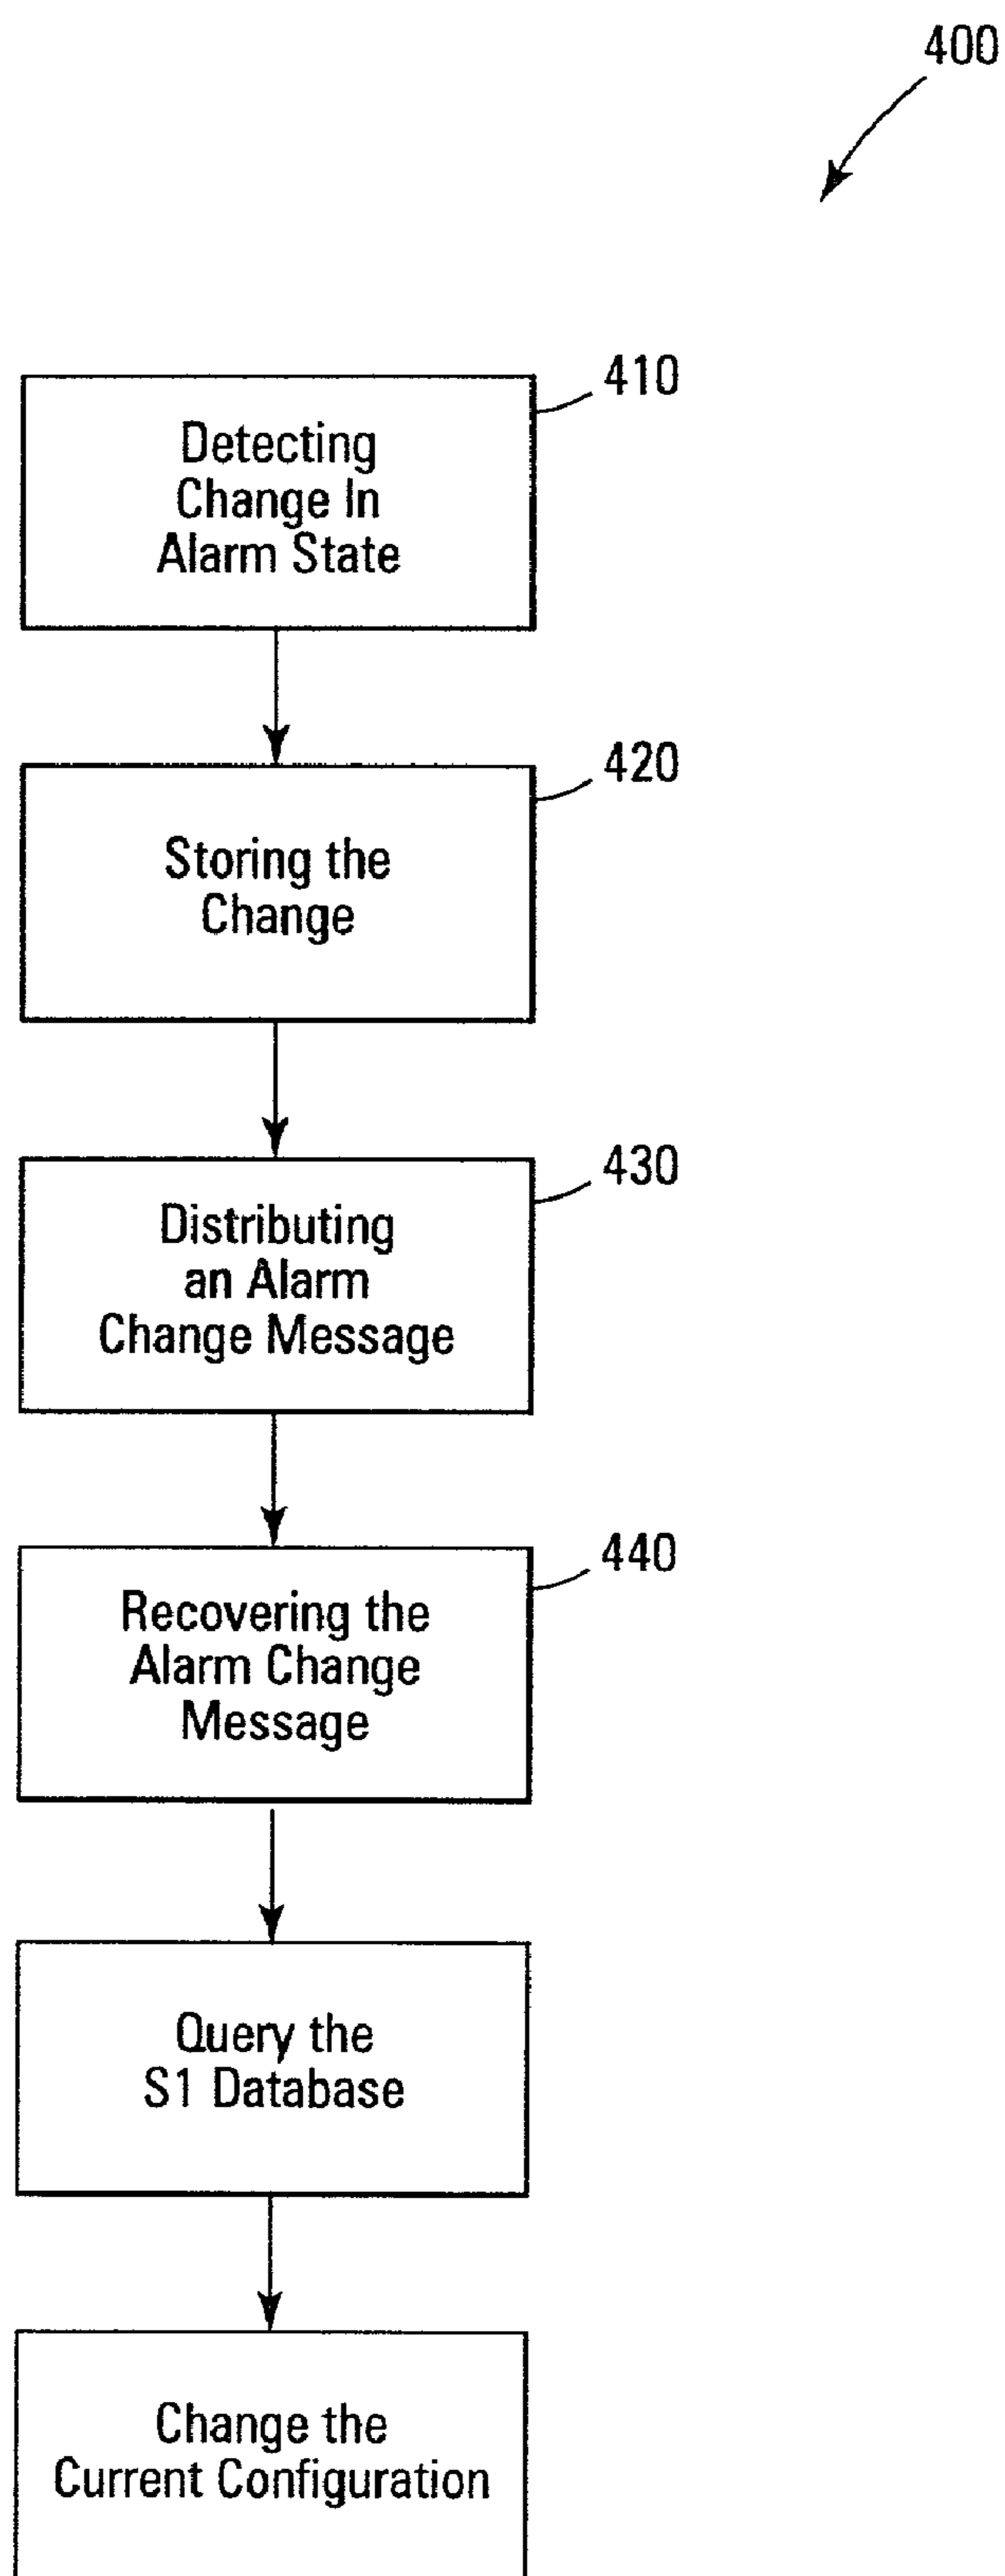 400
410
Detecting
Change In
Alarm State
420
Storing the
Change
430
Distributing
an Alarm
Change Message
440
Recovering the
Alarm Change
Message
Query the
S1 Database
Change the
Current Configuration